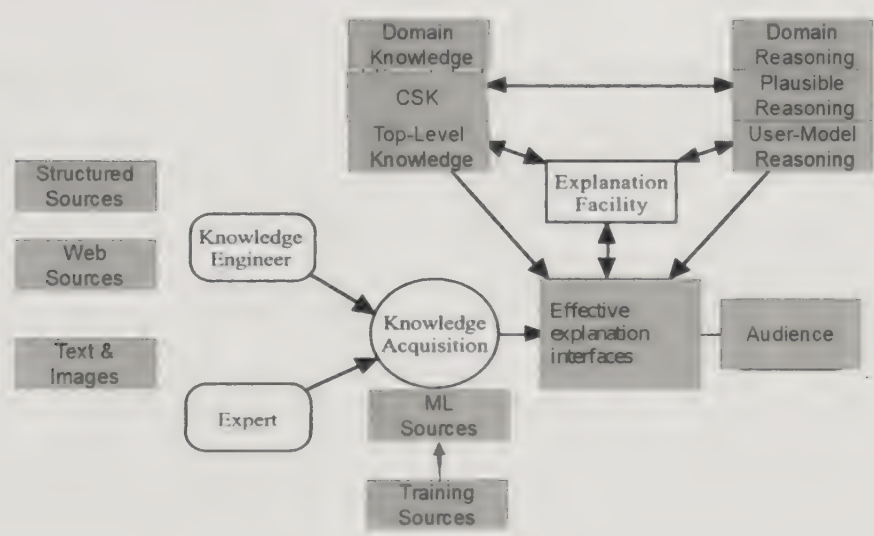 Domain
Knowledge
CSK
Top-Level
Knowledge
Domain
Reasoning
Plausible
Reasoning
User-Model
Reasoning
Explanation
Facility
Structured
Sources
Web
Sources
Text &
Images
Knowledge
Engineer
Expert
Knowledge
Acquisition
ML
Sources
Training
Sources
Effective
explanation
interfaces
Audience